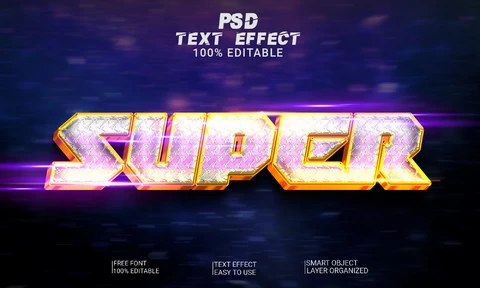 PSD
TEXT EFFECT
100% EDITABLE
SUPER
FREE FONT
100% EDITABLE
TEXT EFFECT
EASY TO USE
SMART OBJECT
LAYER ORGANIZED